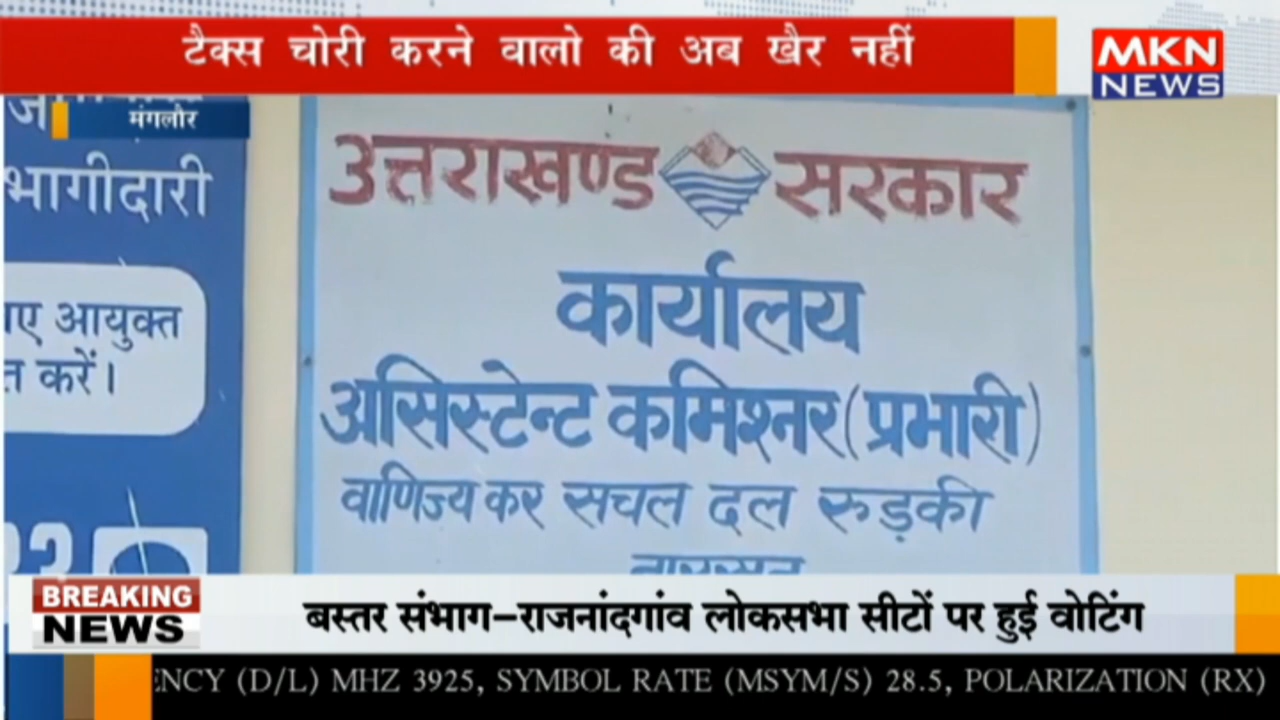 टैक्स चोरी करने वालो की अब खैर नहीं
MKN
NEWS
मंगलौर
भागीदारी
आयुक्त
करें।
उत्तराखण्ड सरकार
कार्यालय
असिस्टेन्ट कमिश्नर (प्रभारी)
वाणिज्य कर सचल दल रुड़की
BREAKING
NEWS
बस्तर संभाग-राजनांदगांव लोकसभा सीटों पर हुई वोटिंग
ENCY (D/L) MHZ 3925, SYMBOL RATE (MSYM/S) 28.5, POLARIZATION (RX)